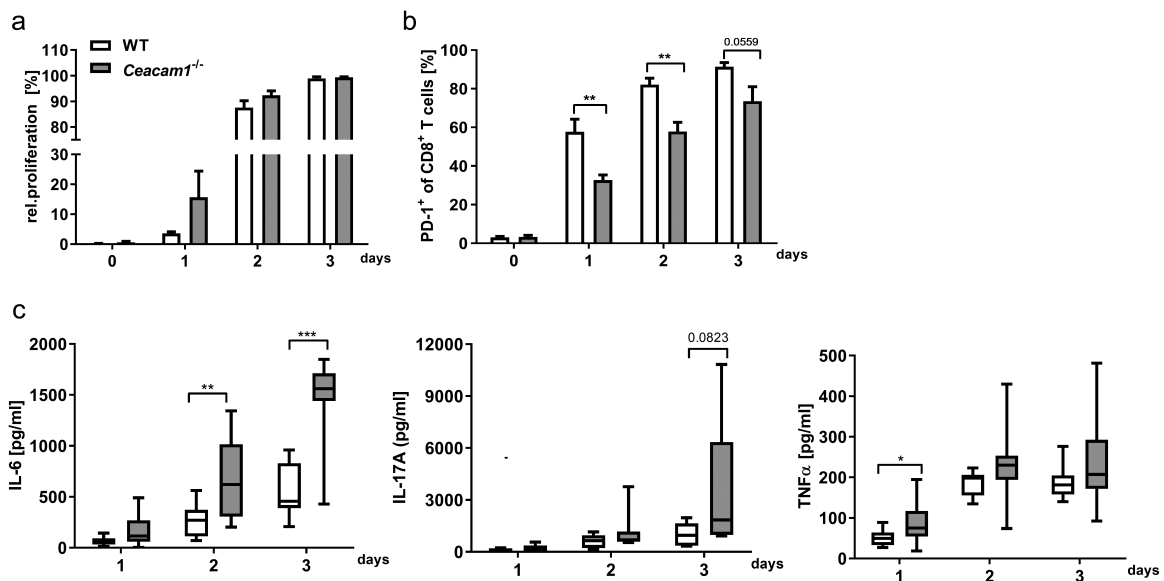 a
WT
Ceacam1-/-
rel.proliferation [%]
110
100
90
80
30
20
10
0
0 1 2 3 days
b
PD-1+ of CD8+ T cells [%]
100
80
60
40
20
0
**
**
0.0559
0 1 2 3 days
c
IL-6 [pg/ml]
2000
1500
1000
500
0
**
***
1 2 3 days
IL-17A (pg/ml]
12000
9000
6000
3000
0
0.0823
1 2 3 days
TNFα [pg/ml]
500
400
300
200
100
0
*
1 2 3 days